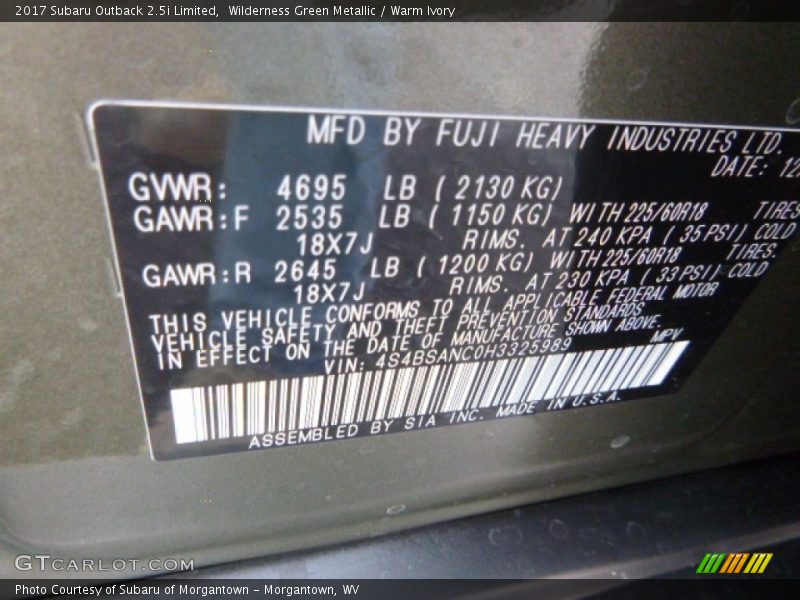 2017 Subaru Outback 2.5i Limited,  Wilderness Green Metallic / Warm Ivory
MFD BY FUJI HEAVY INDUSTRIES LTD.
DATE: 12
GVWR: 4695 LB (2130 KG)
GAWR:F 2535 LB (1150 KG) WITH 225/60R18 TIRES
18X7J RIMS. AT 240 KPA (35 PSI) COLD
GAWR:R 2645 LB (1200 KG) WITH 225/60R18 TIRES.
18X7J RIMS. AT 230 KPA (33 PSI) COLD
THIS VEHICLE CONFORMS TO ALL APPLICABLE FEDERAL MOTOR
VEHICLE SAFETY AND THEFT PREVENTION STANDARDS
IN EFFECT ON THE DATE OF MANUFACTURE SHOWN ABOVE.
VIN: 4S4BSANC0H3325989 MPV
ASSEMBLED BY SIA INC. MADE IN U.S.A.
GTCARLOT.COM
Photo Courtesy of Subaru of Morgantown - Morgantown, WV